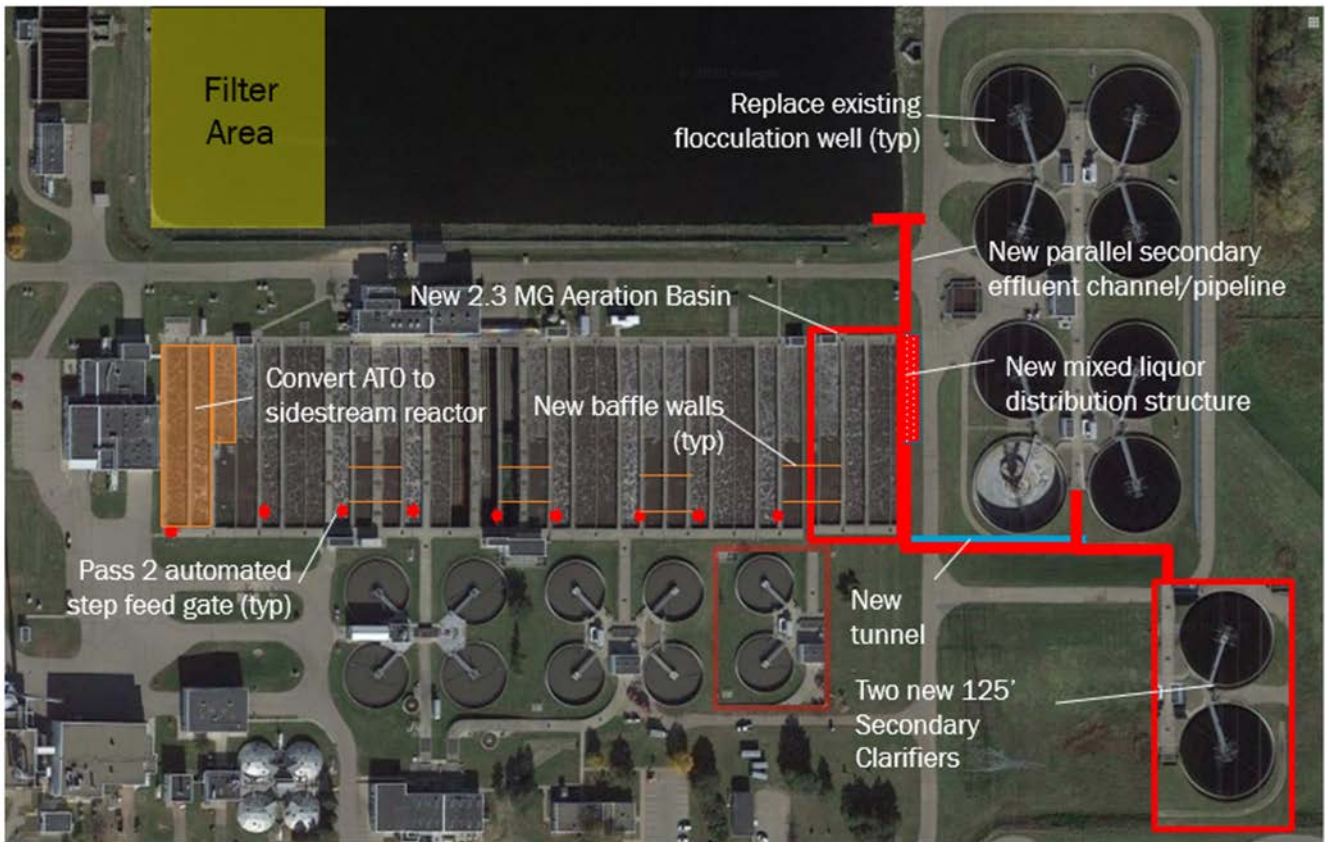 Filter
Area
Replace existing
flocculation well (typ)
New parallel secondary
effluent channel/pipeline
New 2.3 MG Aeration Basin
New mixed liquor
distribution structure
Convert AT0 to
sidestream reactor
New baffle walls
(typ)
Pass 2 automated
step feed gate (typ)
New
tunnel
Two new 125'
Secondary
Clarifiers